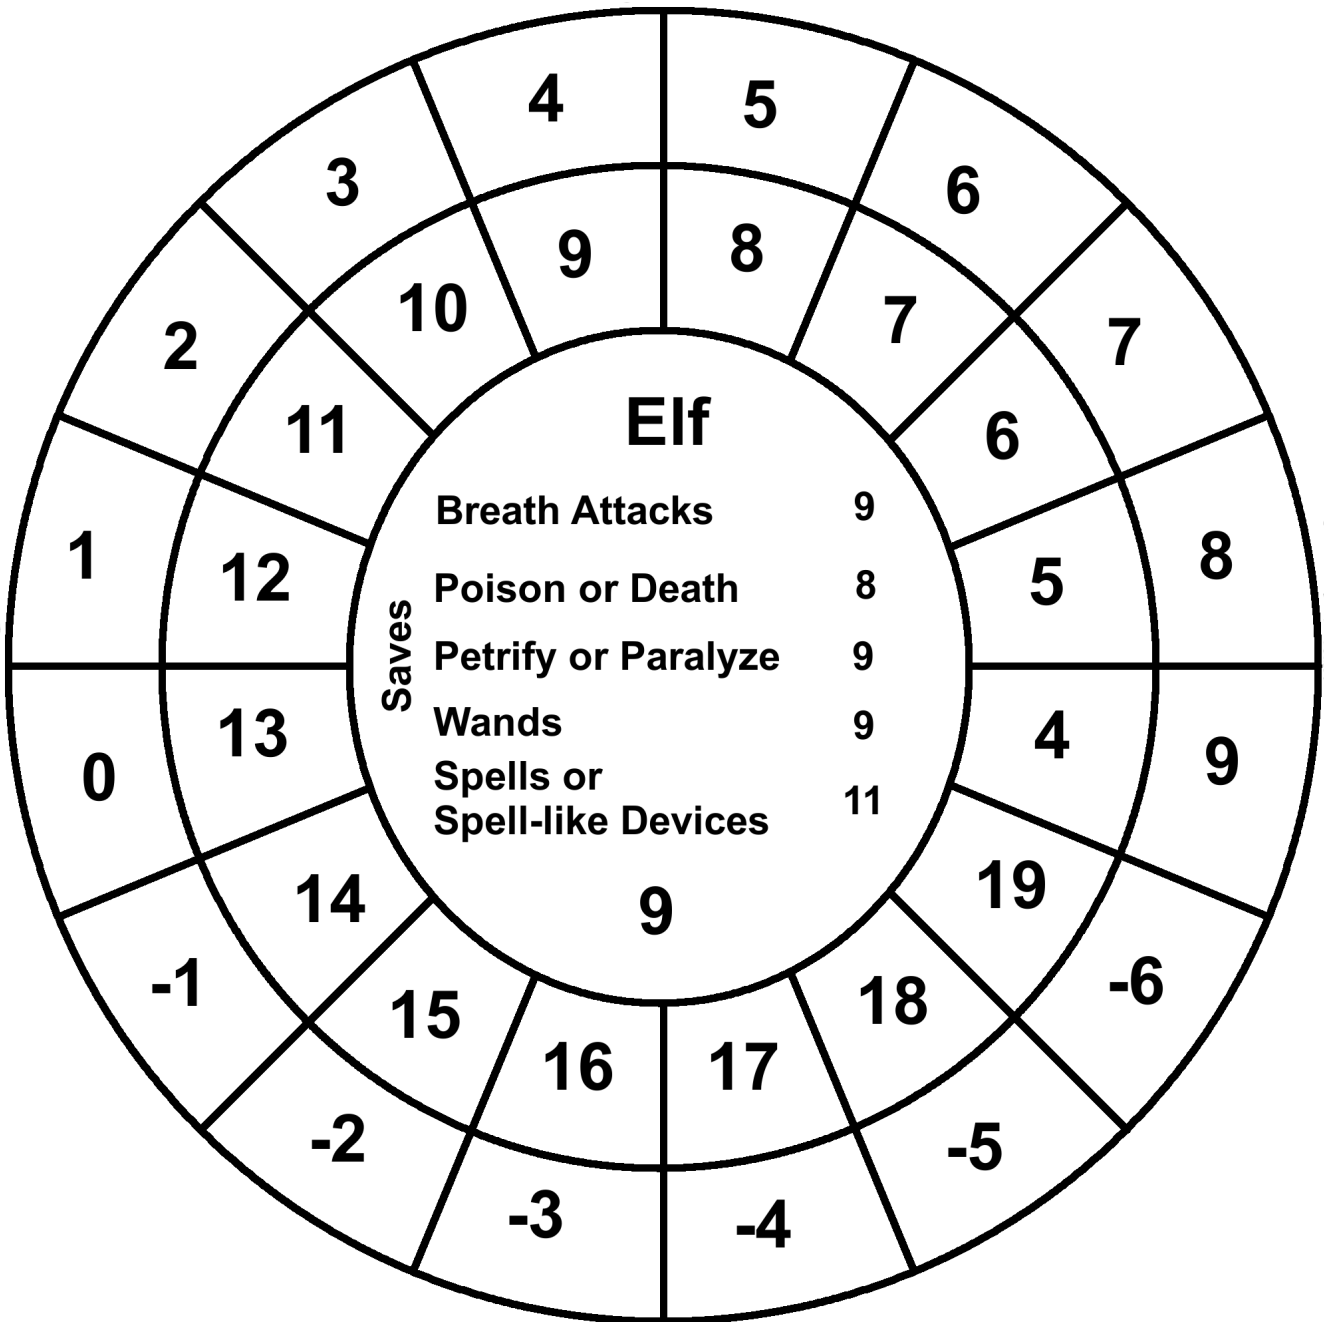 4 5
3 6
9 8
10 7
2 7
11 6
Elf
Breath Attacks 9
1 8
12 5
Poison or Death 8
Saves
Petrify or Paralyze 9
Wands 9
13 4
0 9
Spells or
Spell-like Devices 11
14 19
9
-1 -6
15 18
16 17
-2 -5
-3 -4